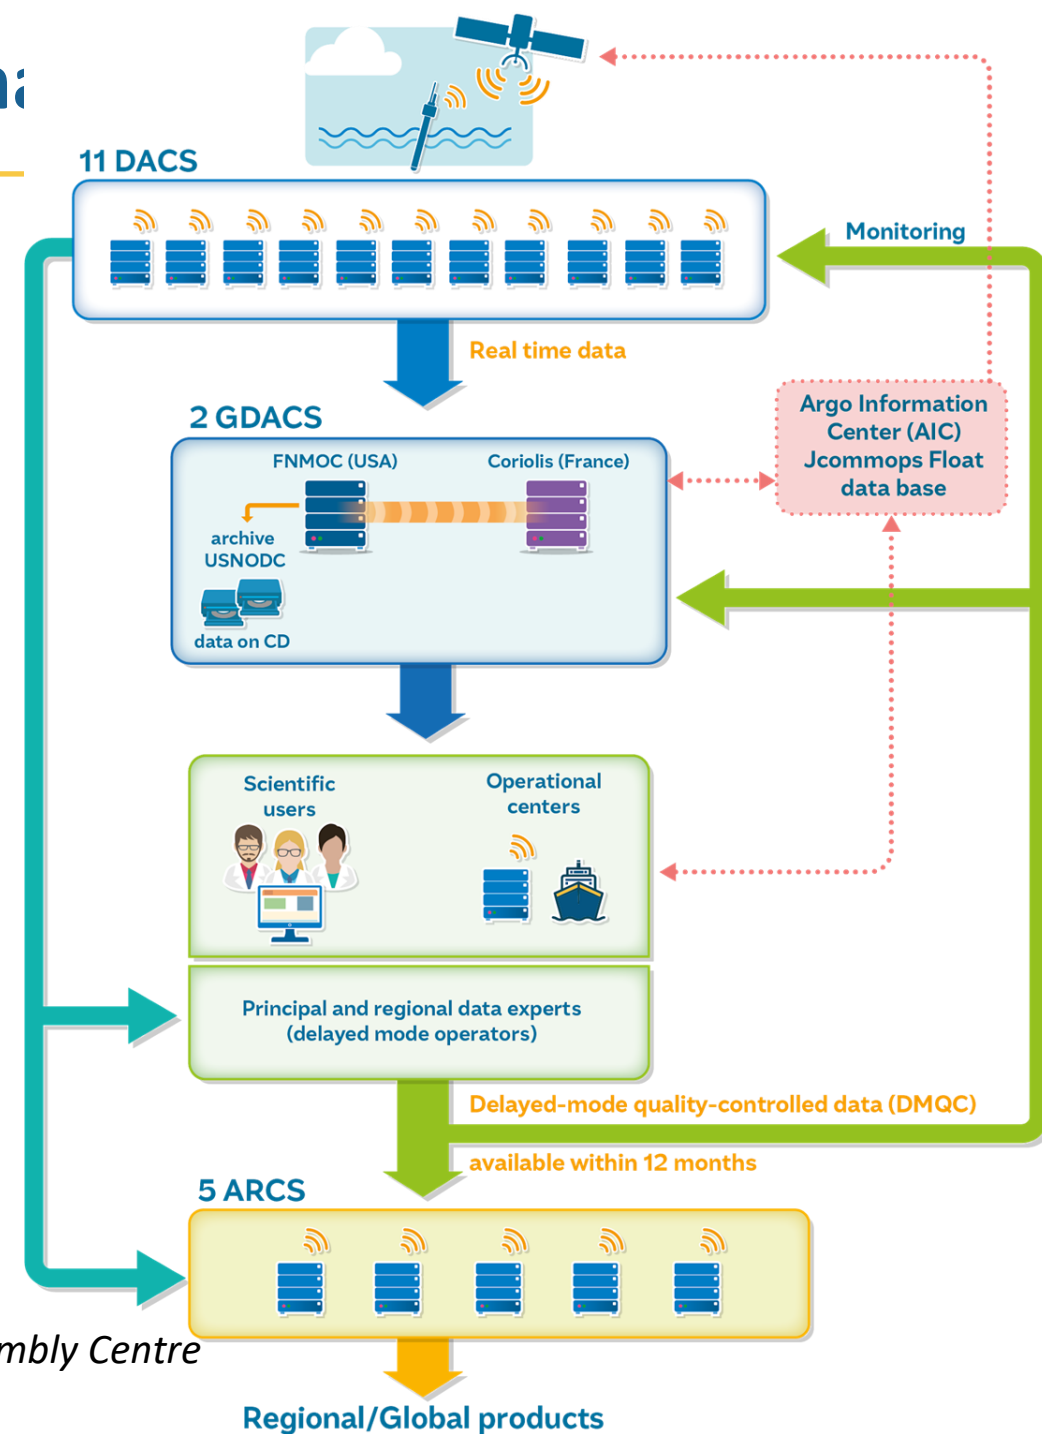 11 DACS
Monitoring
Real time data
2 GDACS
FNMOC (USA)
Coriolis (France)
archive
USNODC
data on CD
Argo Information
Center (AIC)
Jcommops Float
data base
Scientific
users
Operational
centers
Principal and regional data experts
(delayed mode operators)
Delayed-mode quality-controlled data (DMQC)
available within 12 months
5 ARCS
Centre
Regional/Global products